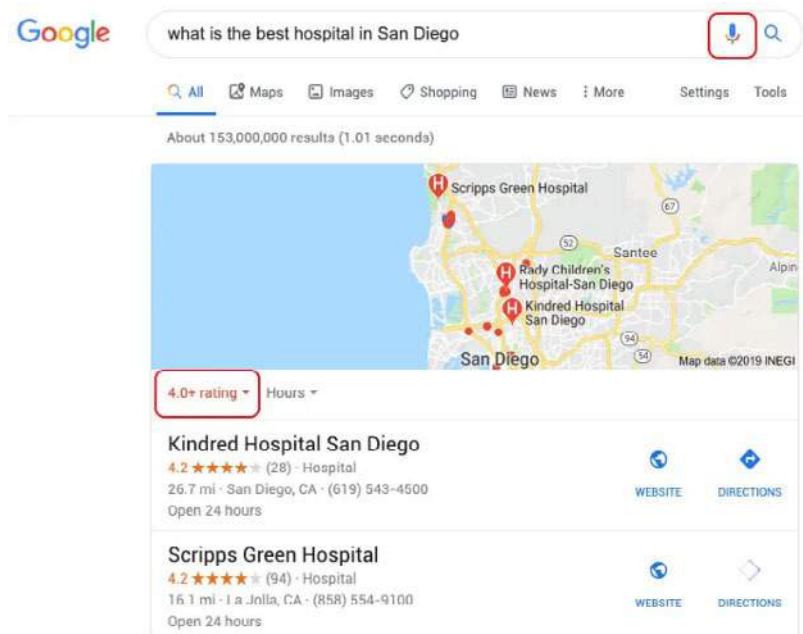 Google
what is the best hospital in San Diego
All Maps Images Shopping News More Settings Tools
About 153,000,000 results (1.01 seconds)
Scripps Green Hospital
67
52
Santee
Alpin
Rady Children's
Hospital-San Diego
Kindred Hospital
San Diego
94
San Diego
54
Map data ©2019 INEGI
4.0+ rating Hours
Kindred Hospital San Diego
4.2 ★★★★★ (28) · Hospital
26.7 mi · San Diego, CA · (619) 543-4500
WEBSITE DIRECTIONS
Open 24 hours
Scripps Green Hospital
4.2 ★★★★★ (94) · Hospital
16.1 mi · La Jolla, CA · (858) 554-9100
WEBSITE DIRECTIONS
Open 24 hours